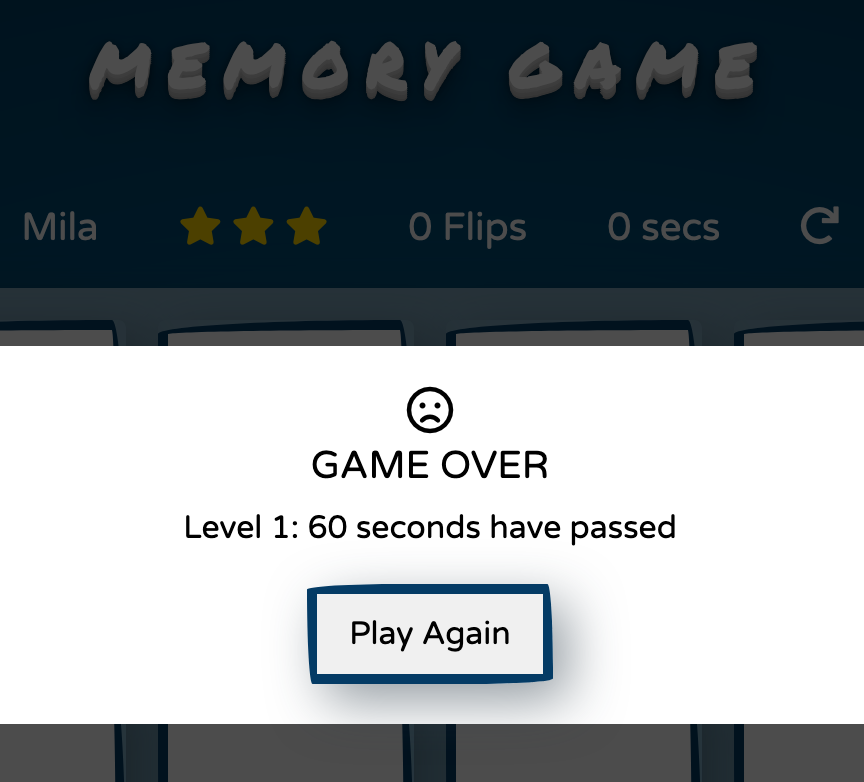 MEMORY GAME
Mila 0 Flips 0 secs
GAME OVER
Level 1: 60 seconds have passed
Play Again